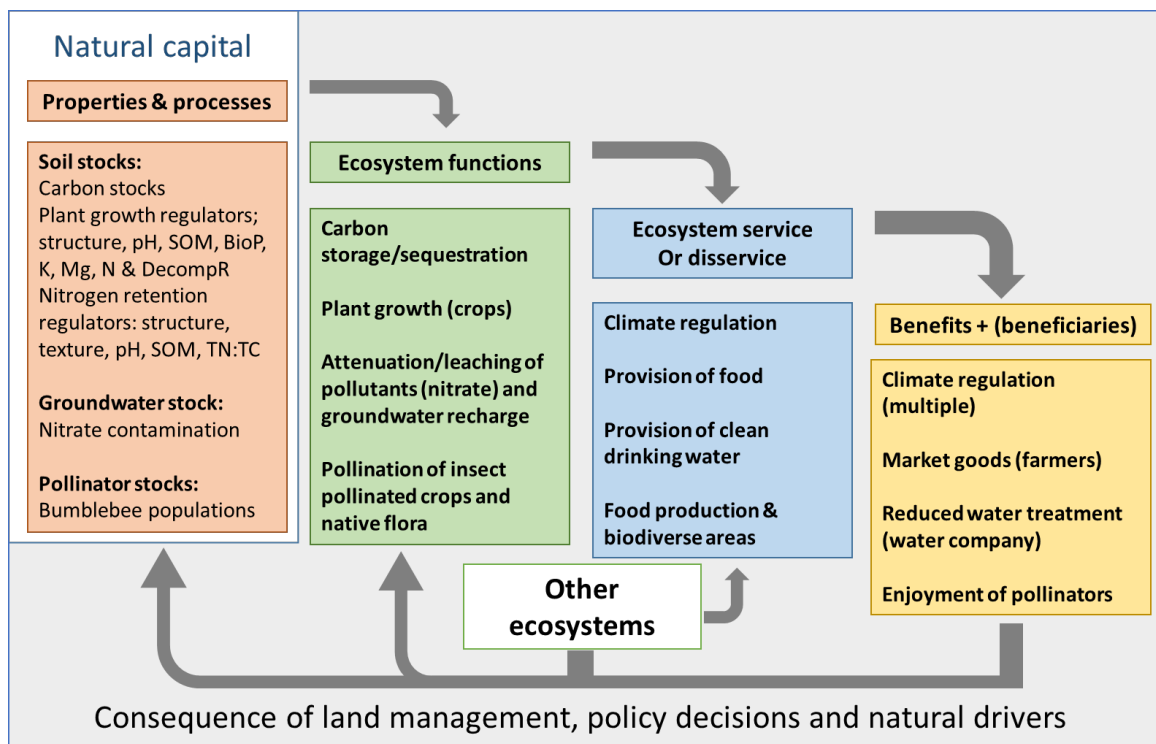 Natural capital
Properties & processes
Soil stocks:
Carbon stocks
Plant growth regulators;
structure, pH, SOM, BioP,
K, Mg, N & DecompR
Nitrogen retention
regulators: structure,
texture, pH, SOM, TN:TC
Groundwater stock:
Nitrate contamination
Pollinator stocks:
Bumblebee populations
Ecosystem functions
Carbon
storage/sequestration
Plant growth (crops)
Attenuation/leaching of
pollutants (nitrate) and
groundwater recharge
Pollination of insect
pollinated crops and
native flora
Ecosystem service
Or disservice
Climate regulation
Provision of food
Provision of clean
drinking water
Food production &
biodiverse areas
Benefits + (beneficiaries)
Climate regulation
(multiple)
Market goods (farmers)
Reduced water treatment
(water company)
Enjoyment of pollinators
Other
ecosystems
Consequence of land management, policy decisions and natural drivers